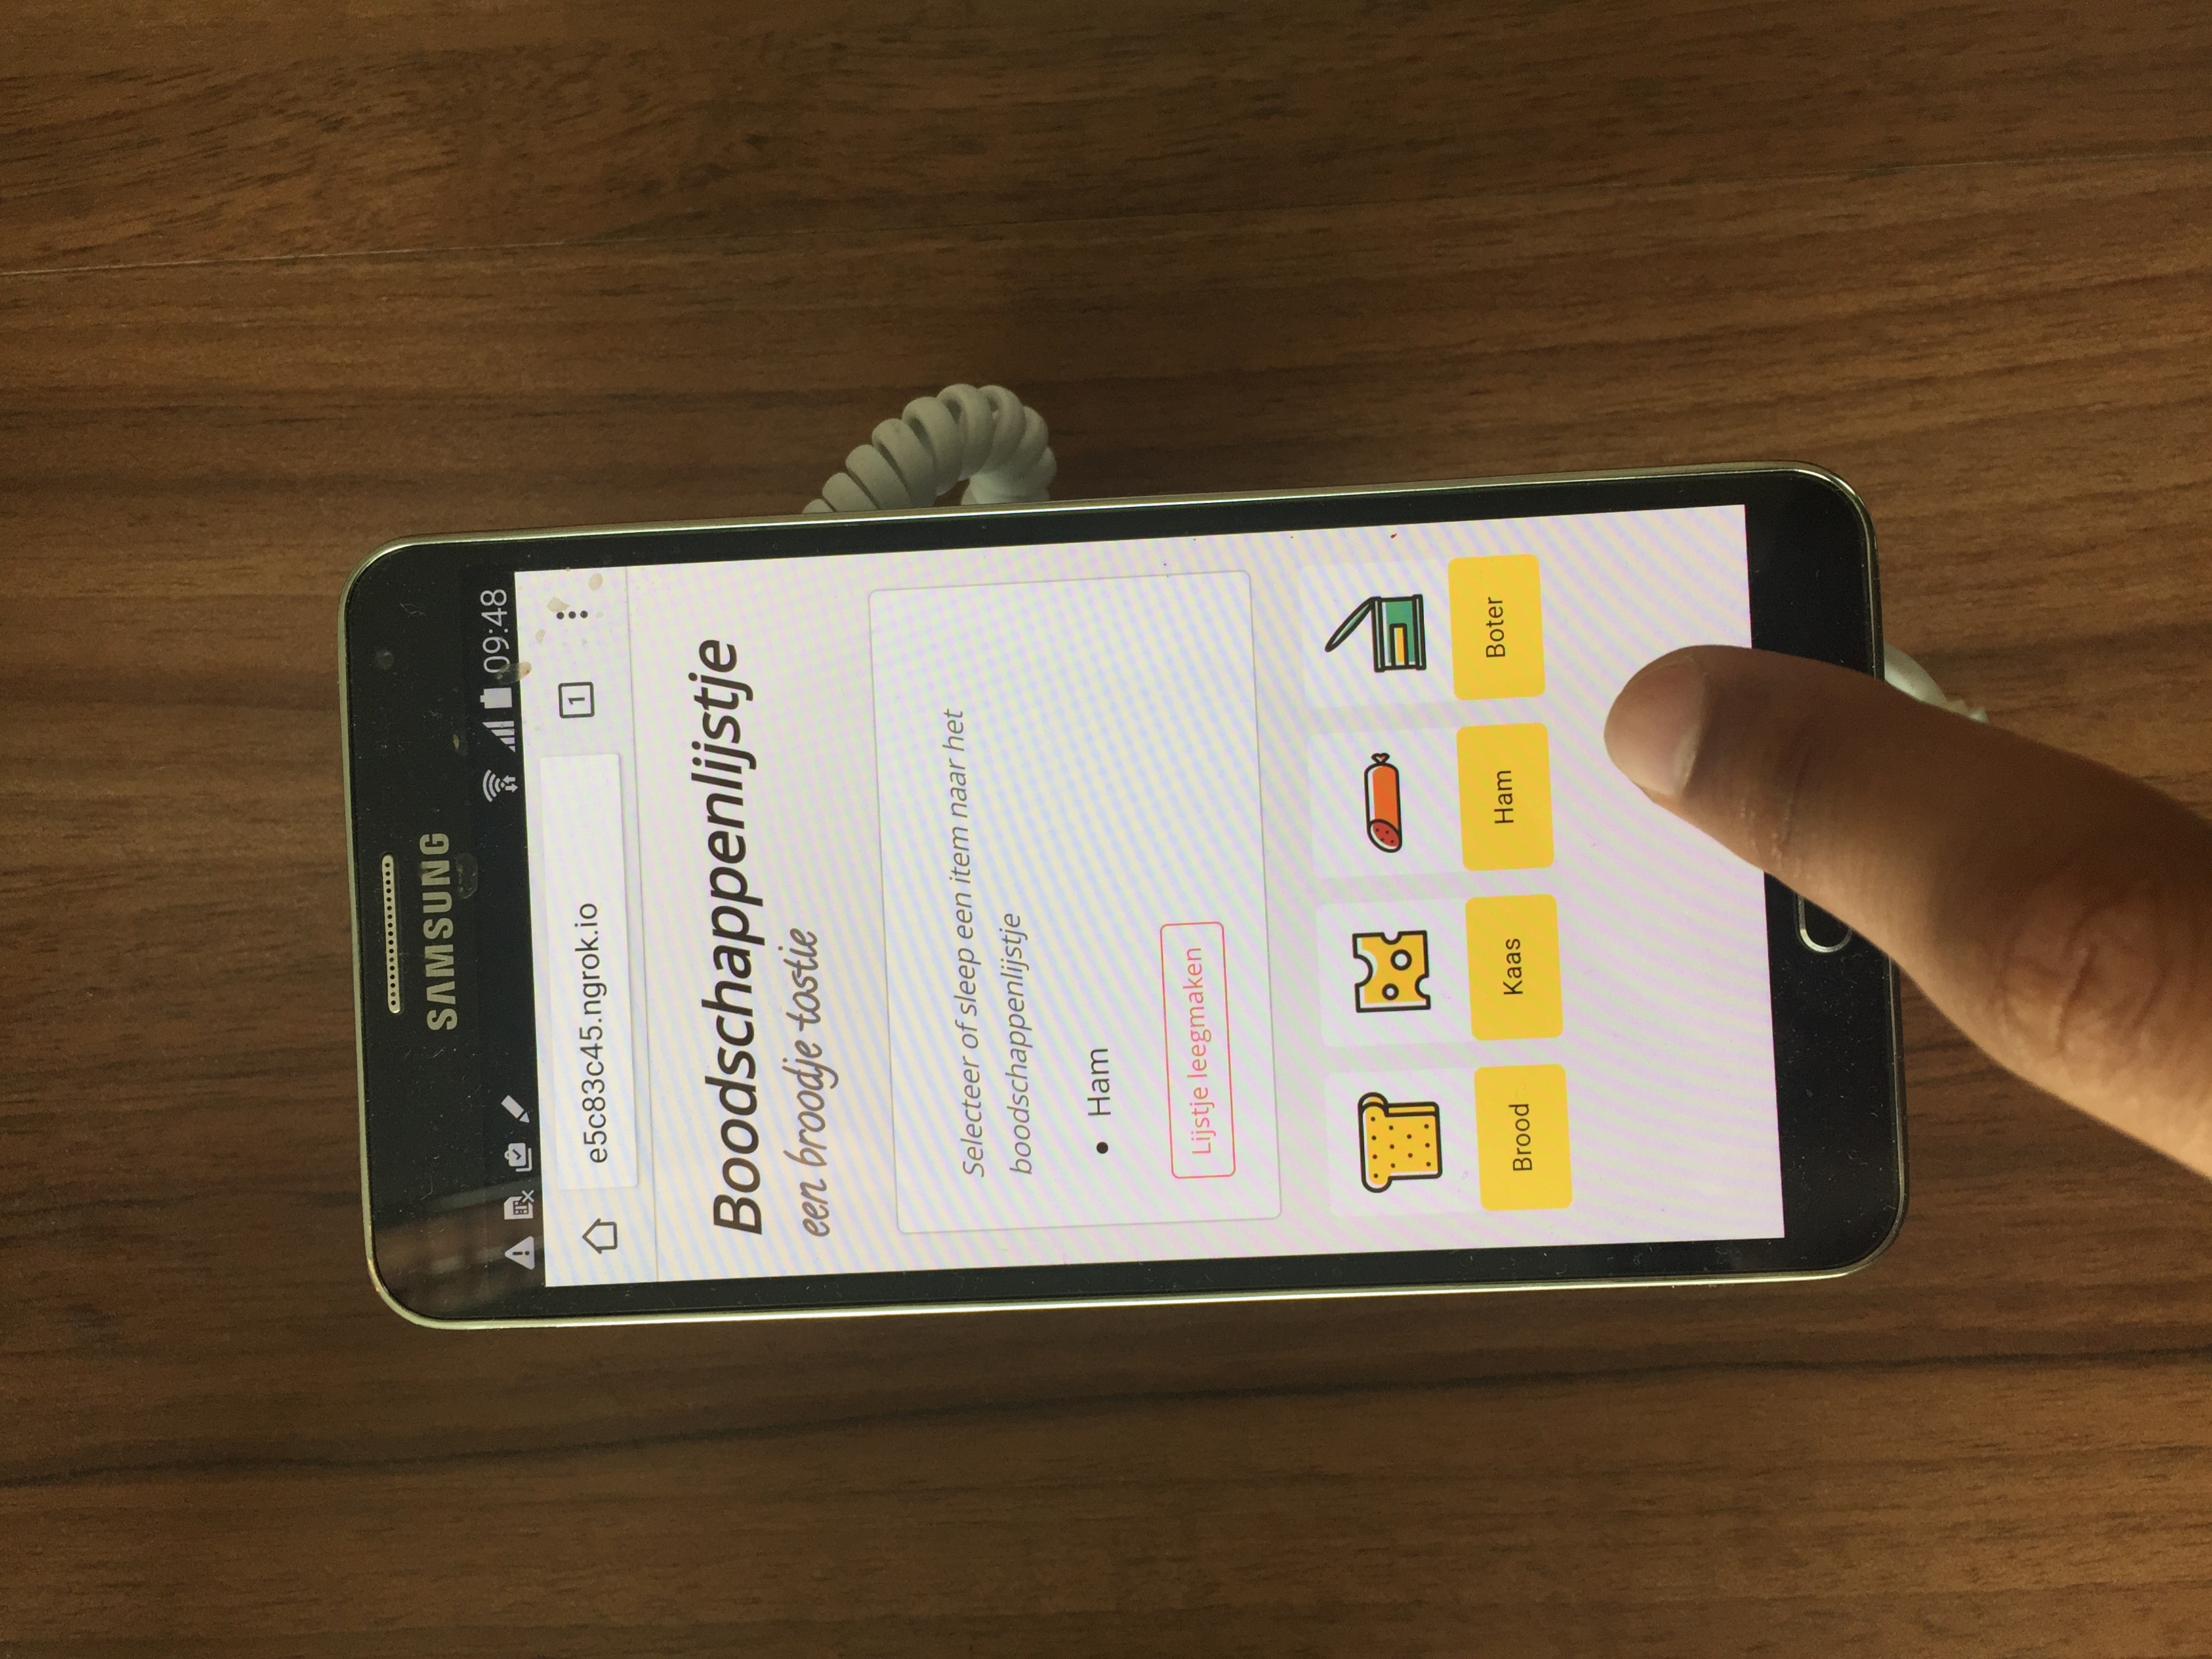 SAMSUNG
09:48
e5c83c45.ngrok.io
1
Boodschappenlijstje
een broodje tostie
Selecteer of sleep een item naar het
boodschappenlijstje
• Ham
Lijstje leegmaken
Brood Kaas Ham Boter